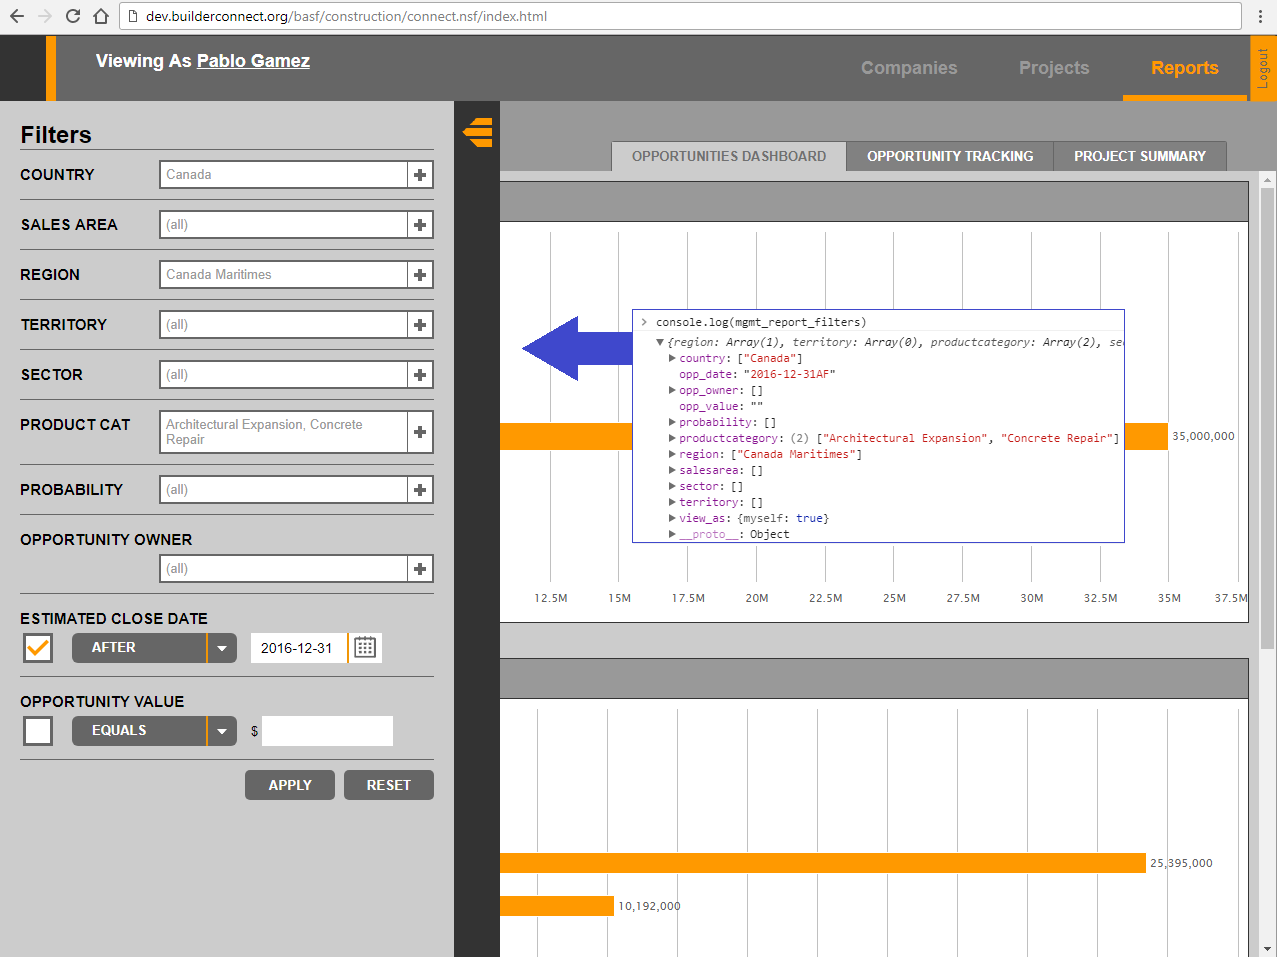 dev.builderconnect.org/basf/construction/connect.nsf/index.html
Viewing As Pablo Gamez
Companies
Projects
Reports
Logout
Filters
COUNTRY
Canada
SALES AREA
(all)
REGION
Canada Maritimes
TERRITORY
(all)
SECTOR
(all)
PRODUCT CAT
Architectural Expansion, Concrete
Repair
PROBABILITY
(all)
OPPORTUNITY OWNER
(all)
ESTIMATED CLOSE DATE
AFTER
2016-12-31
OPPORTUNITY VALUE
EQUALS
$
APPLY
RESET
OPPORTUNITIES DASHBOARD
OPPORTUNITY TRACKING
PROJECT SUMMARY
> console.log(mgmt_report_filters)
▼{region: Array(1), territory: Array(0), productcategory: Array(2), se
▶ country: ["Canada"]
opp_date: "2016-12-31AF"
▶ opp_owner: []
opp_value: ""
▶ probability: []
▶ productcategory: (2) ["Architectural Expansion", "Concrete Repair"]
▶ region: ["Canada Maritimes"]
▶ salesarea: []
▶ sector: []
▶ territory: []
▶ view_as: {myself: true}
▶ __proto__: Object
35,000,000
12.5M 15M 17.5M 20M 22.5M 25M 27.5M 30M 32.5M 35M 37.5M
25,395,000
10,192,000